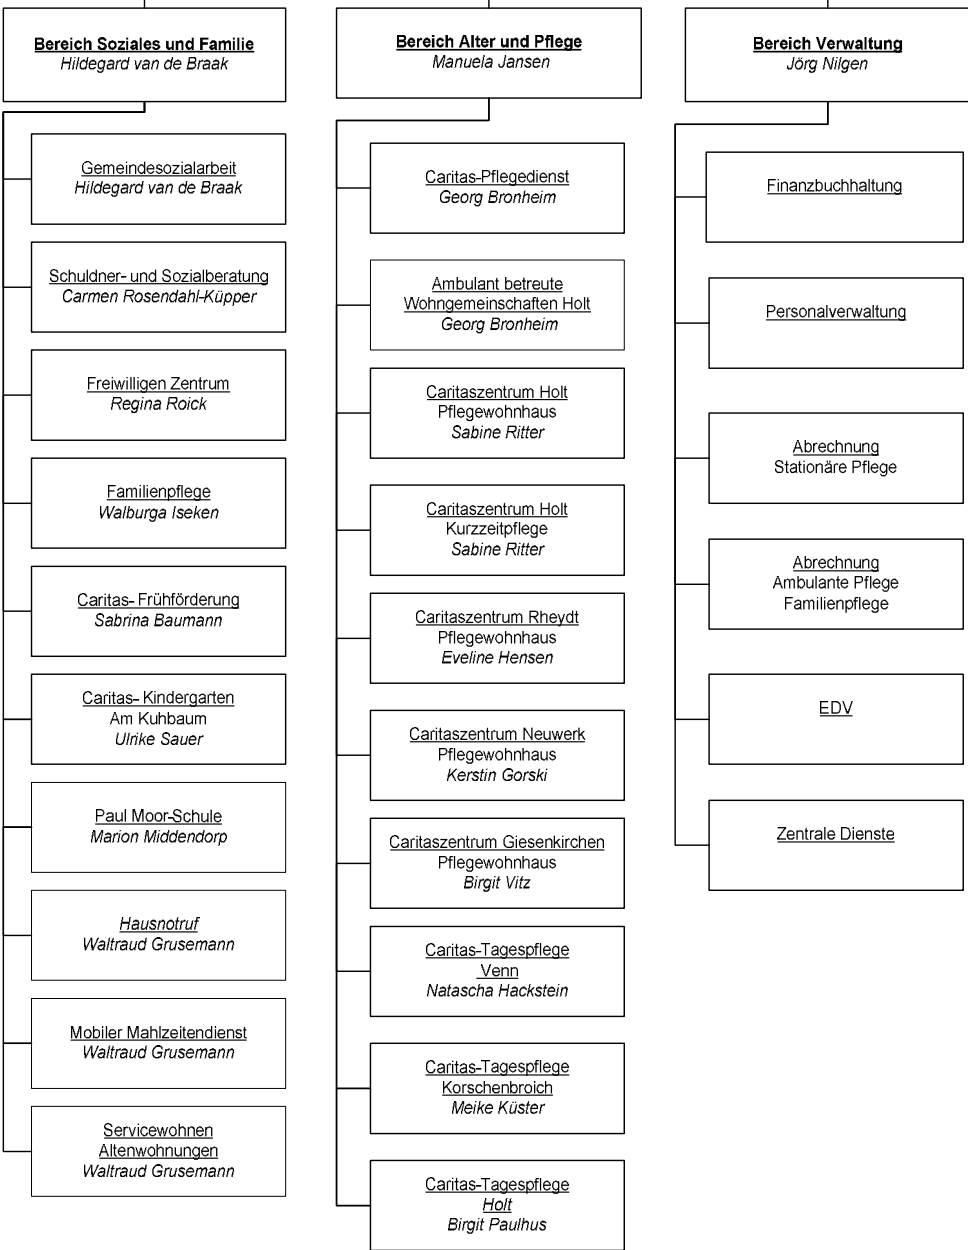 Bereich Soziales und Familie
Hildegard van de Braak
Gemeindesozialarbeit
Hildegard van de Braak
Schuldner- und Sozialberatung
Carmen Rosendahl-Küpper
Freiwilligen Zentrum
Regina Roick
Familienpflege
Walburga Iseken
Caritas- Frühförderung
Sabrina Baumann
Caritas- Kindergarten
Am Kuhbaum
Ulrike Sauer
Paul Moor-Schule
Marion Middendorp
Hausnotruf
Waltraud Grusemann
Mobiler Mahlzeitendienst
Waltraud Grusemann
Servicewohnen
Altenwohnungen
Waltraud Grusemann
Bereich Alter und Pflege
Manuela Jansen
Caritas-Pflegedienst
Georg Bronheim
Ambulant betreute
Wohngemeinschaften Holt
Georg Bronheim
Caritaszentrum Holt
Pflegewohnhaus
Sabine Ritter
Caritaszentrum Holt
Kurzzeitpflege
Sabine Ritter
Caritaszentrum Rheydt
Pflegewohnhaus
Eveline Hensen
Caritaszentrum Neuwerk
Pflegewohnhaus
Kerstin Gorski
Caritaszentrum Giesenkirchen
Pflegewohnhaus
Birgit Vitz
Caritas-Tagespflege
Venn
Natascha Hackstein
Caritas-Tagespflege
Korschenbroich
Meike Küster
Caritas-Tagespflege
Holt
Birgit Paulhus
Bereich Verwaltung
Jörg Nilgen
Finanzbuchhaltung
Personalverwaltung
Abrechnung
Stationäre Pflege
Abrechnung
Ambulante Pflege
Familienpflege
EDV
Zentrale Dienste